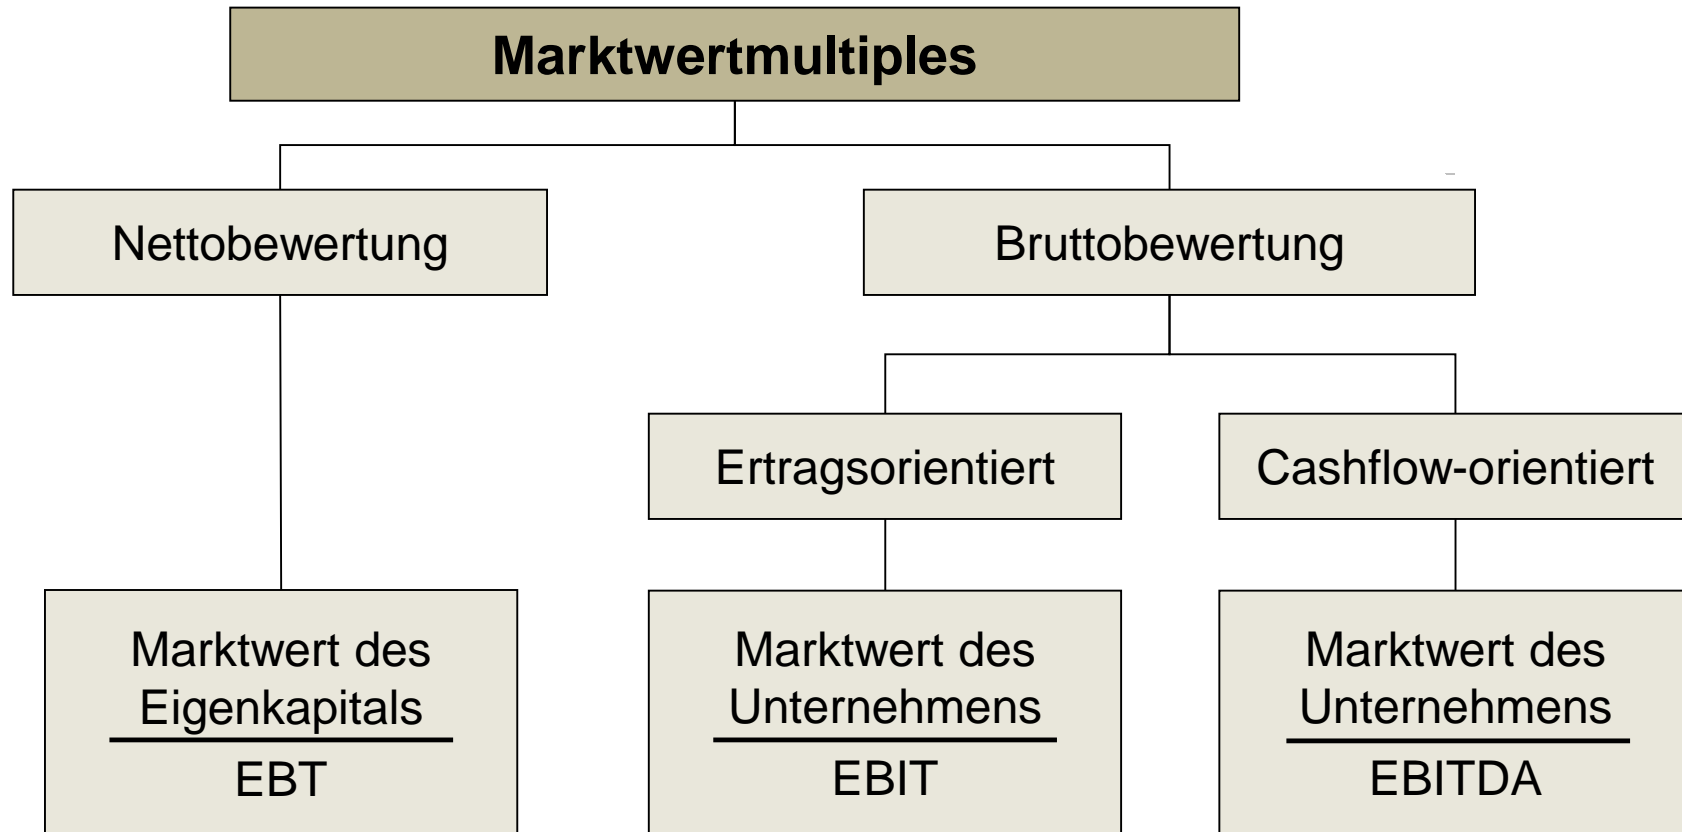 Marktwertmultiples
Nettobewertung
Bruttobewertung
Ertragsorientiert
Cashflow-orientiert
Marktwert des
Eigenkapitals
EBT
Marktwert des
Unternehmens
EBIT
Marktwert des
Unternehmens
EBITDA